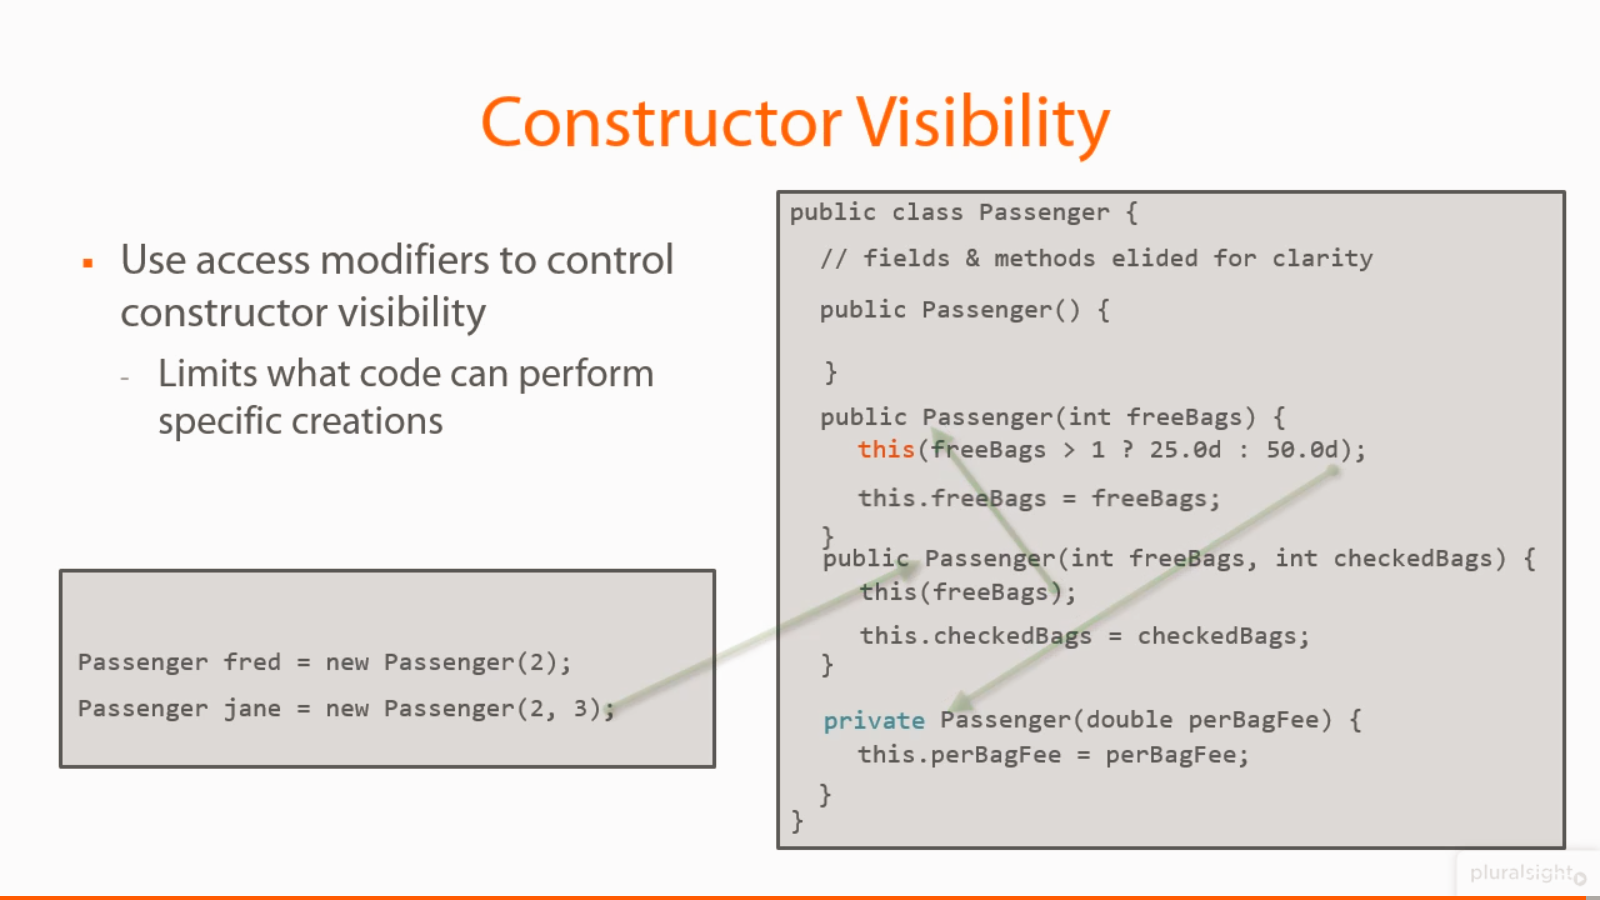 Constructor Visibility
▪ Use access modifiers to control
constructor visibility
- Limits what code can perform
specific creations
Passenger fred = new Passenger(2);
Passenger jane = new Passenger(2, 3);
public class Passenger {
// fields & methods elided for clarity
public Passenger() {
}
public Passenger(int freeBags) {
this(freeBags > 1 ? 25.0d : 50.0d);
this.freeBags = freeBags;
}
public Passenger(int freeBags, int checkedBags) {
this(freeBags);
this.checkedBags = checkedBags;
}
private Passenger(double perBagFee) {
this.perBagFee = perBagFee;
}
}
pluralsight